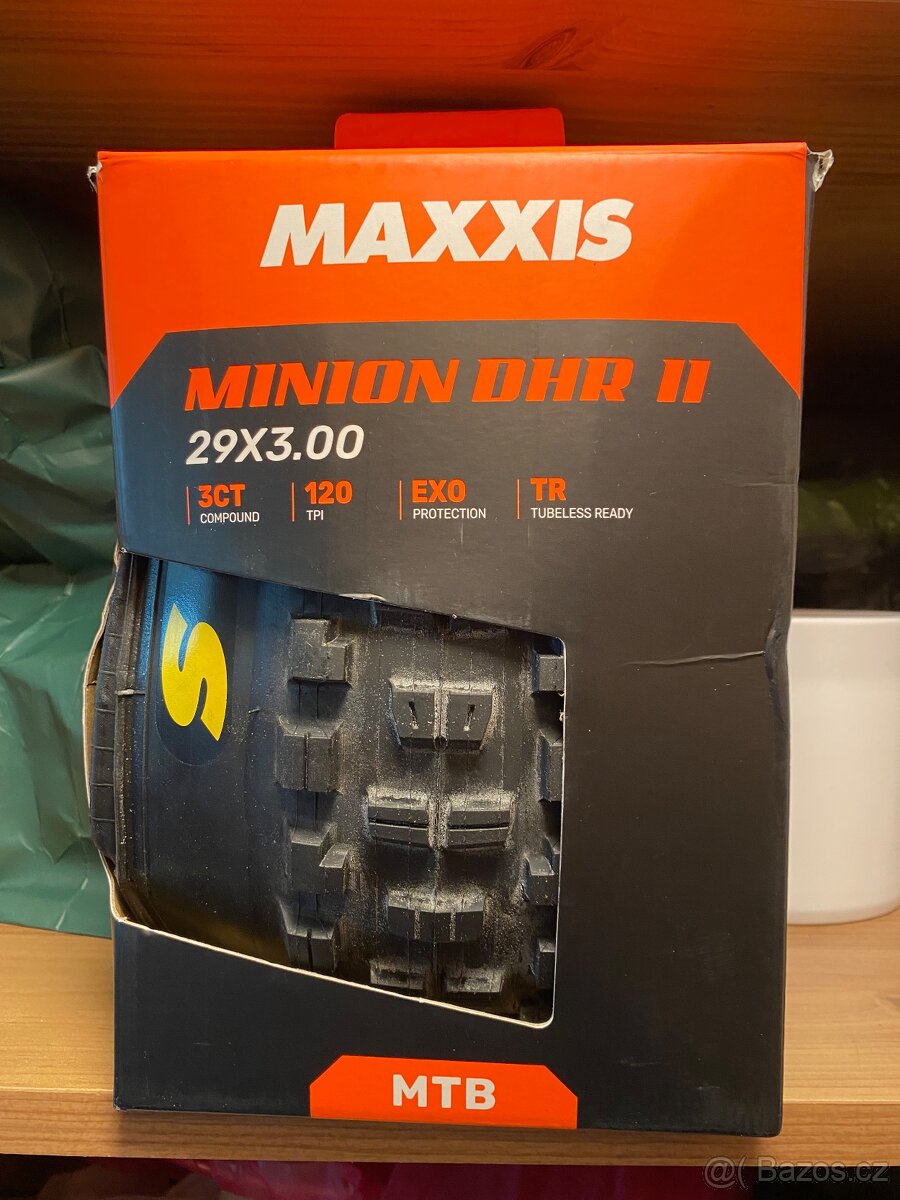 MAXXIS
MINION DHR II
29X3.00
3CT 120 EXO TR
COMPOUND TPI PROTECTION TUBELESS READY
S
MTB
@( Bazos.cz